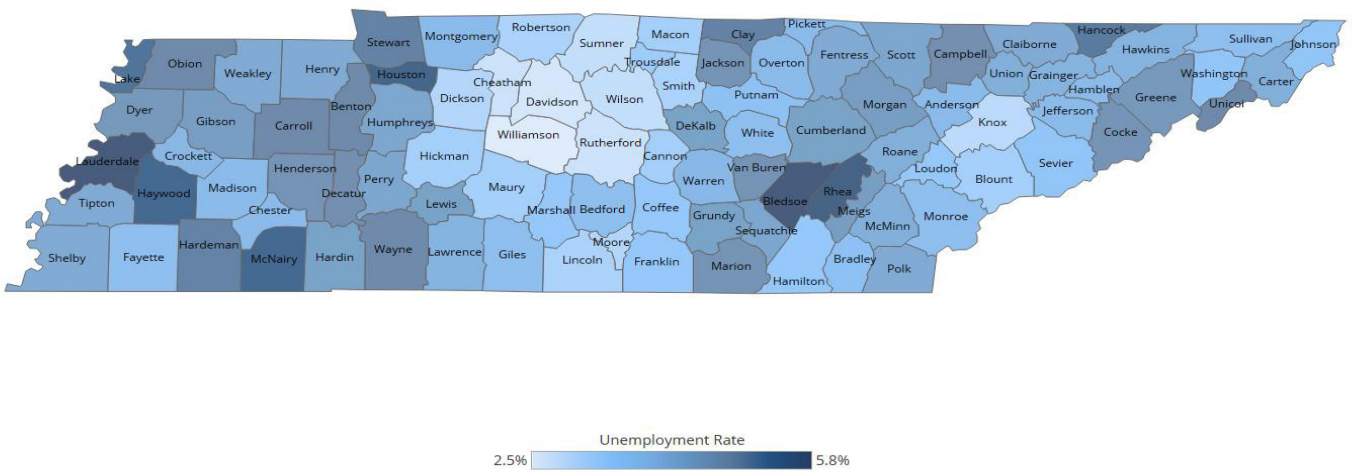 Pickett
Hancock
Robertson
Macon
Clay
Stewart
Montgomery
Sumner
Sullivan
Johnson
Claiborne
Hawkins
Fentress
Scott
Campbell
Obion
Trousdale
Jackson
Overton
Henry
Weakley
Houston
Union
Grainger
Washington
Lake
Cheatham
Smith
Carter
Hamblen
Dickson
Davidson
Wilson
Putnam
Greene
Unicoi
Benton
Morgan
Anderson
Dyer
Jefferson
Gibson
Carroll
Humphreys
DeKalb
Knox
Williamson
White
Cumberland
Cocke
Rutherford
Roane
Crockett
Hickman
Cannon
Lauderdale
Sevier
Henderson
Van Buren
Loudon
Perry
Warren
Blount
Madison
Maury
Haywood
Decatur
Rhea
Tipton
Lewis
Bledsoe
Chester
Marshall
Bedford
Coffee
Meigs
Grundy
Monroe
McMinn
Sequatchie
Hardeman
Moore
Wayne
Lawrence
Giles
Shelby
Fayette
McNairy
Hardin
Lincoln
Franklin
Bradley
Marion
Polk
Hamilton
Unemployment Rate
2.5% 5.8%